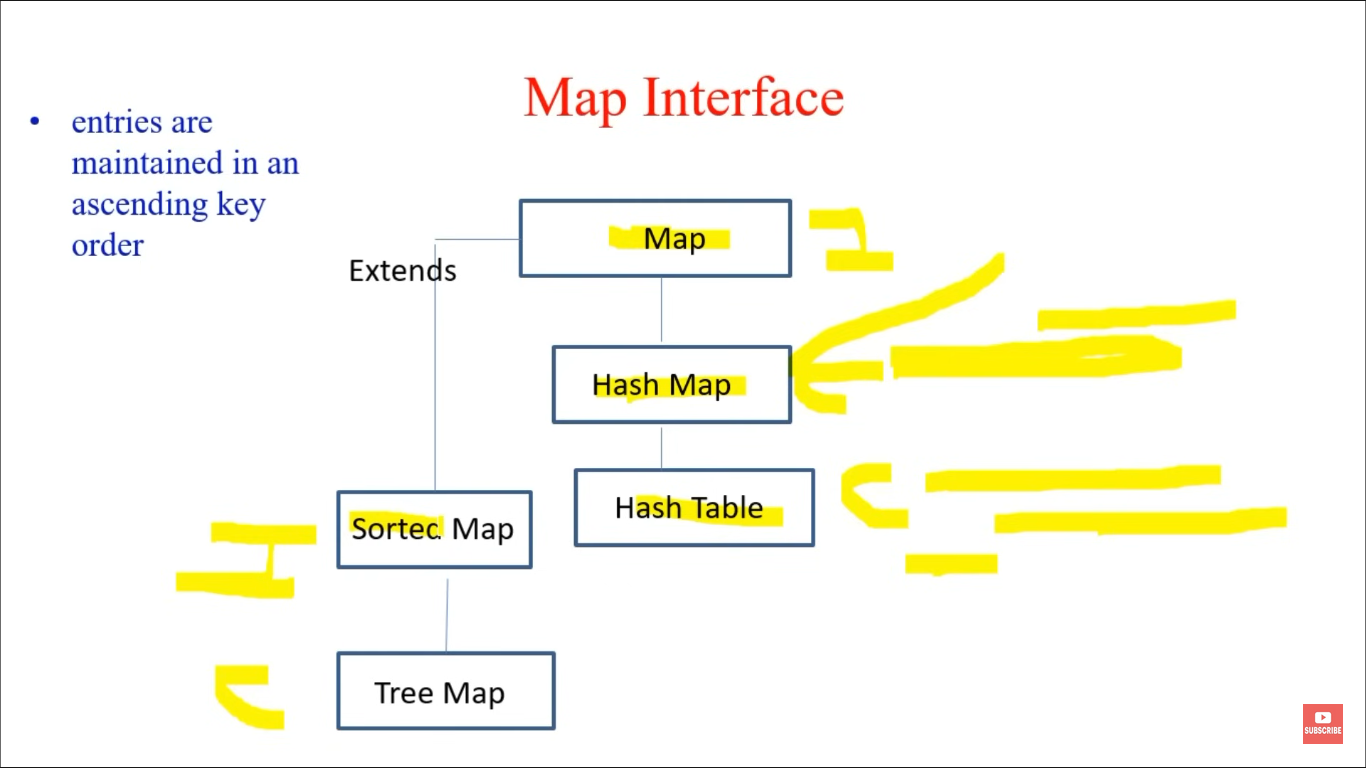 Map Interface
• entries are
maintained in an
ascending key
order
Map
Extends
Hash Map
Hash Table
Sortec Map
Tree Map
SUBSCRIBE